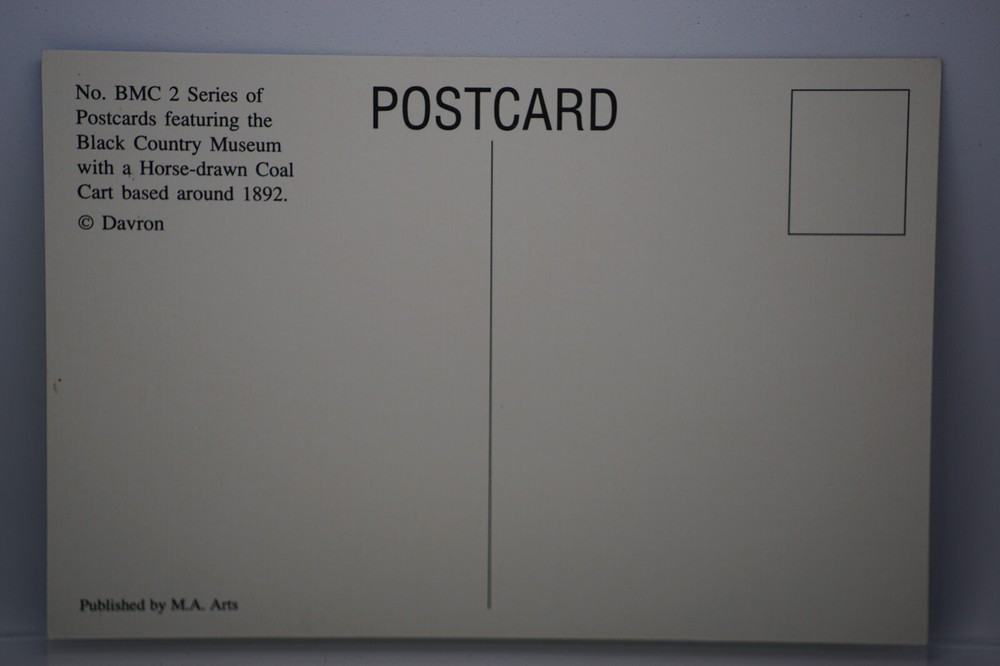 No. BMC 2 Series of
Postcards featuring the
Black Country Museum
with a Horse-drawn Coal
Cart based around 1892.
© Davron
POSTCARD
Published by M.A. Arts